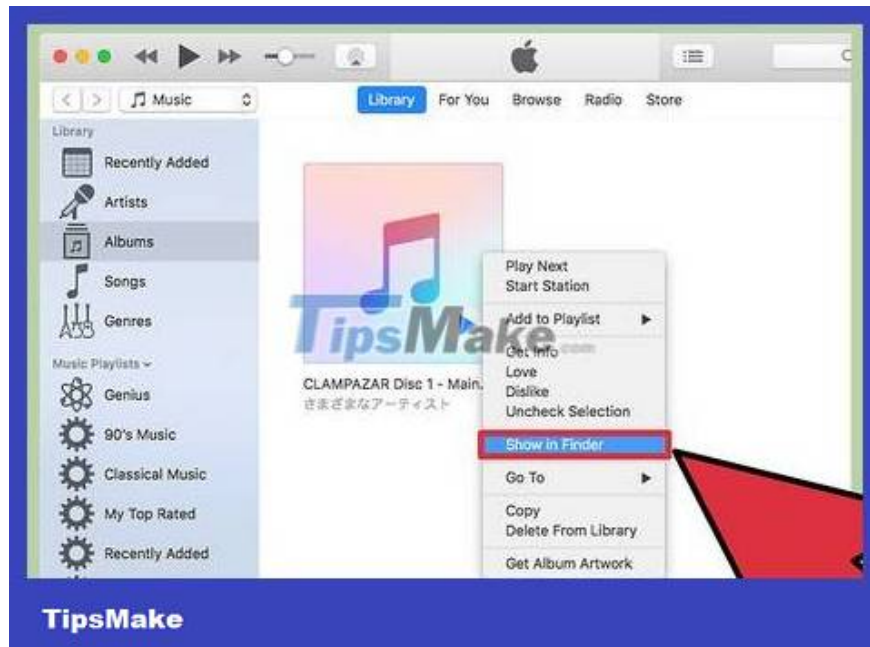 Music
Library For You Browse Radio Store
Library
Recently Added
Artists
Albums
Songs
Genres
Music Playlists
Genius
90's Music
Classical Music
My Top Rated
Recently Added
CLAMPAZAR Disc 1 - Main.
さまざまなアーティスト
Play Next
Start Station
Add to Playlist
Get Info
Love
Dislike
Uncheck Selection
Show in Finder
Go To
Copy
Delete From Library
Get Album Artwork
TipsMake.com
TipsMake